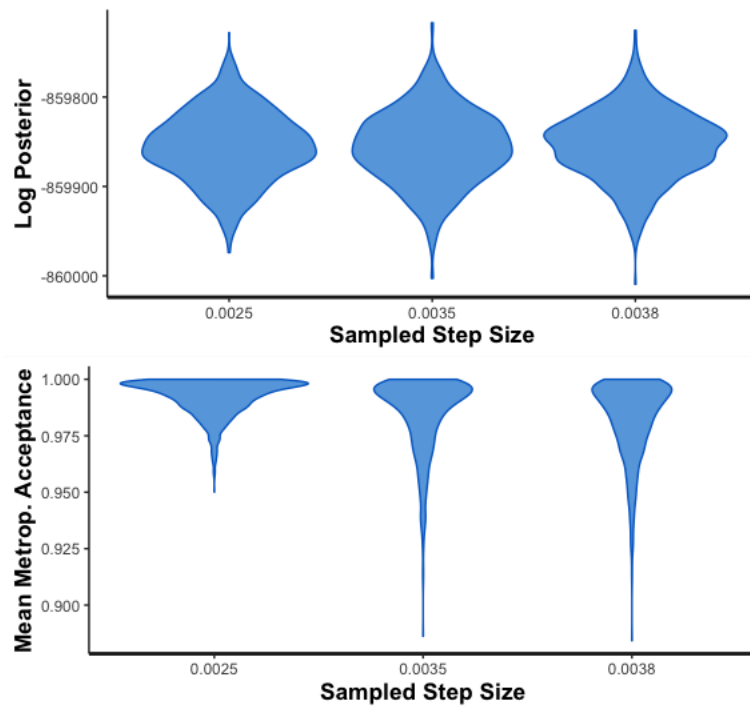 Log Posterior
-859800
-859900
-860000
0.0025 0.0035 0.0038
Sampled Step Size
Mean Metrop. Acceptance
1.000
0.975
0.950
0.925
0.900
0.0025 0.0035 0.0038
Sampled Step Size